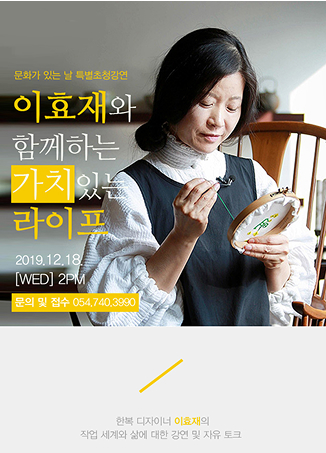 문화가 있는 날 특별초청강연
이효재와
함께하는
가치있는
라이프
2019.12.18.
[WED] 2PM
문의 및 접수 054.740.3990
한복 디자이너 이효재의
작업 세계와 삶에 대한 강연 및 자유 토크